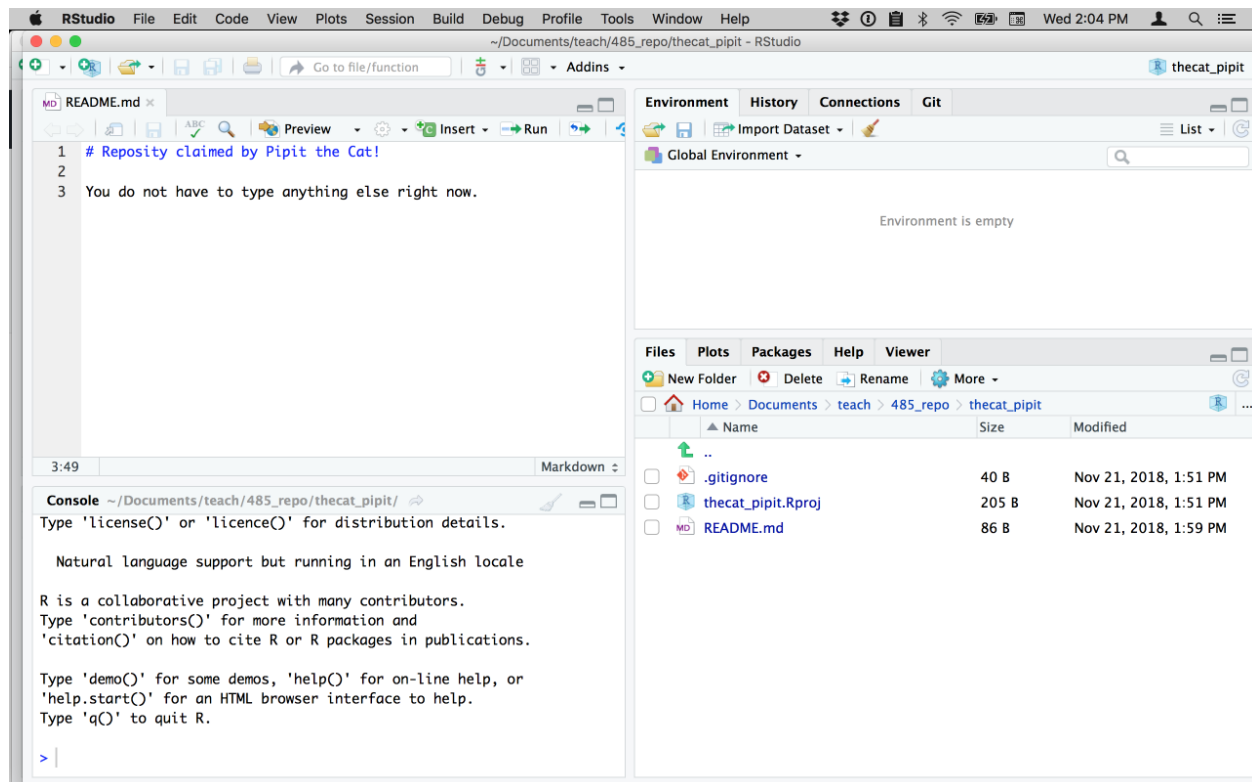 RStudio File Edit Code View Plots Session Build Debug Profile Tools Window Help Wed 2:04 PM
~/Documents/teach/485_repo/thecat_pipit - RStudio
Go to file/function Addins thecat_pipit
README.md
ABC Preview Insert Run
1 # Reposity claimed by Pipit the Cat!
2
3 You do not have to type anything else right now.
3:49 Markdown
Console ~/Documents/teach/485_repo/thecat_pipit/
Type 'license()' or 'licence()' for distribution details.
Natural language support but running in an English locale
R is a collaborative project with many contributors.
Type 'contributors()' for more information and
'citation()' on how to cite R or R packages in publications.
Type 'demo()' for some demos, 'help()' for on-line help, or
'help.start()' for an HTML browser interface to help.
Type 'q()' to quit R.
>
Environment History Connections Git
Import Dataset List
Global Environment
Environment is empty
Files Plots Packages Help Viewer
New Folder Delete Rename More
Home > Documents > teach > 485_repo > thecat_pipit ...
Name Size Modified
..
.gitignore 40 B Nov 21, 2018, 1:51 PM
thecat_pipit.Rproj 205 B Nov 21, 2018, 1:51 PM
MD README.md 86 B Nov 21, 2018, 1:59 PM